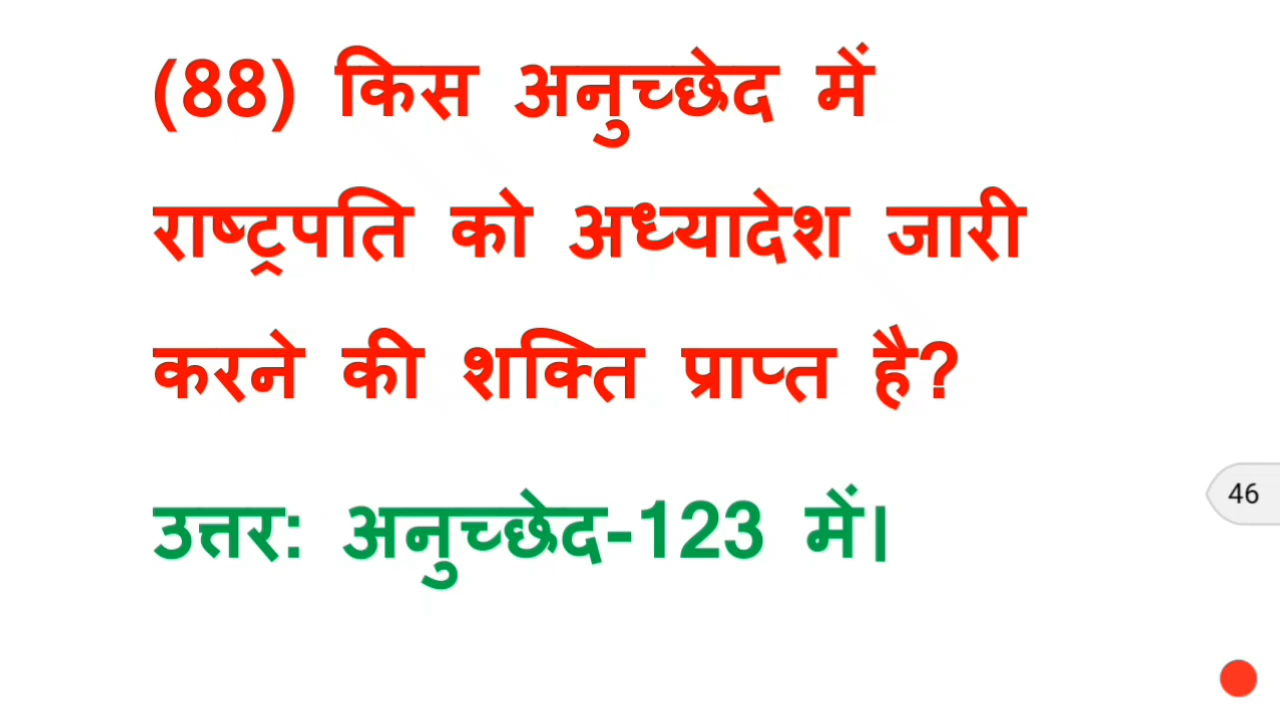 (88) किस अनुच्छेद में
राष्ट्रपति को अध्यादेश जारी
करने की शक्ति प्राप्त है?
उत्तर: अनुच्छेद-123 में।
46